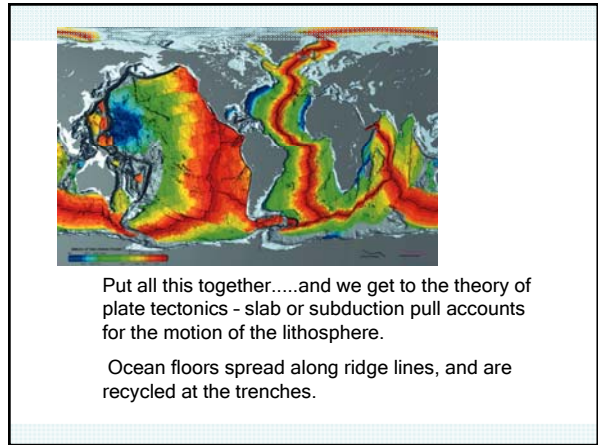 Put all this together.....and we get to the theory of
plate tectonics – slab or subduction pull accounts
for the motion of the lithosphere.
Ocean floors spread along ridge lines, and are
recycled at the trenches.